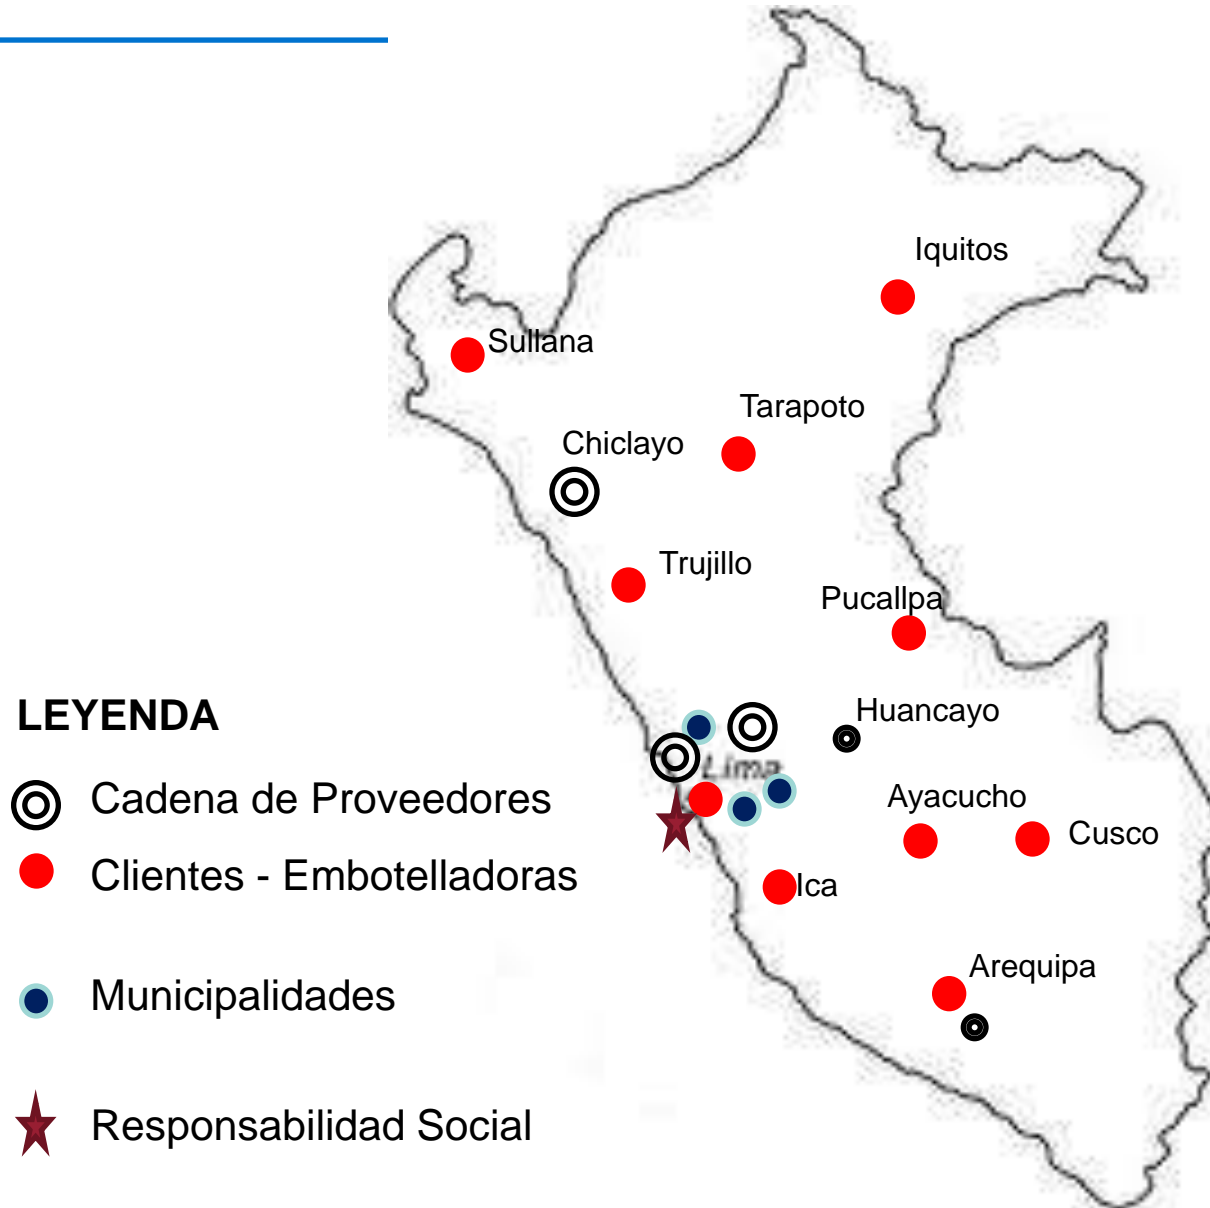 Iquitos
Sullana
Tarapoto
Chiclayo
Trujillo
Pucallpa
LEYENDA
Huancayo
Lima
Cadena de Proveedores
Ayacucho
Cusco
Clientes - Embotelladoras
Ica
Arequipa
Municipalidades
Responsabilidad Social